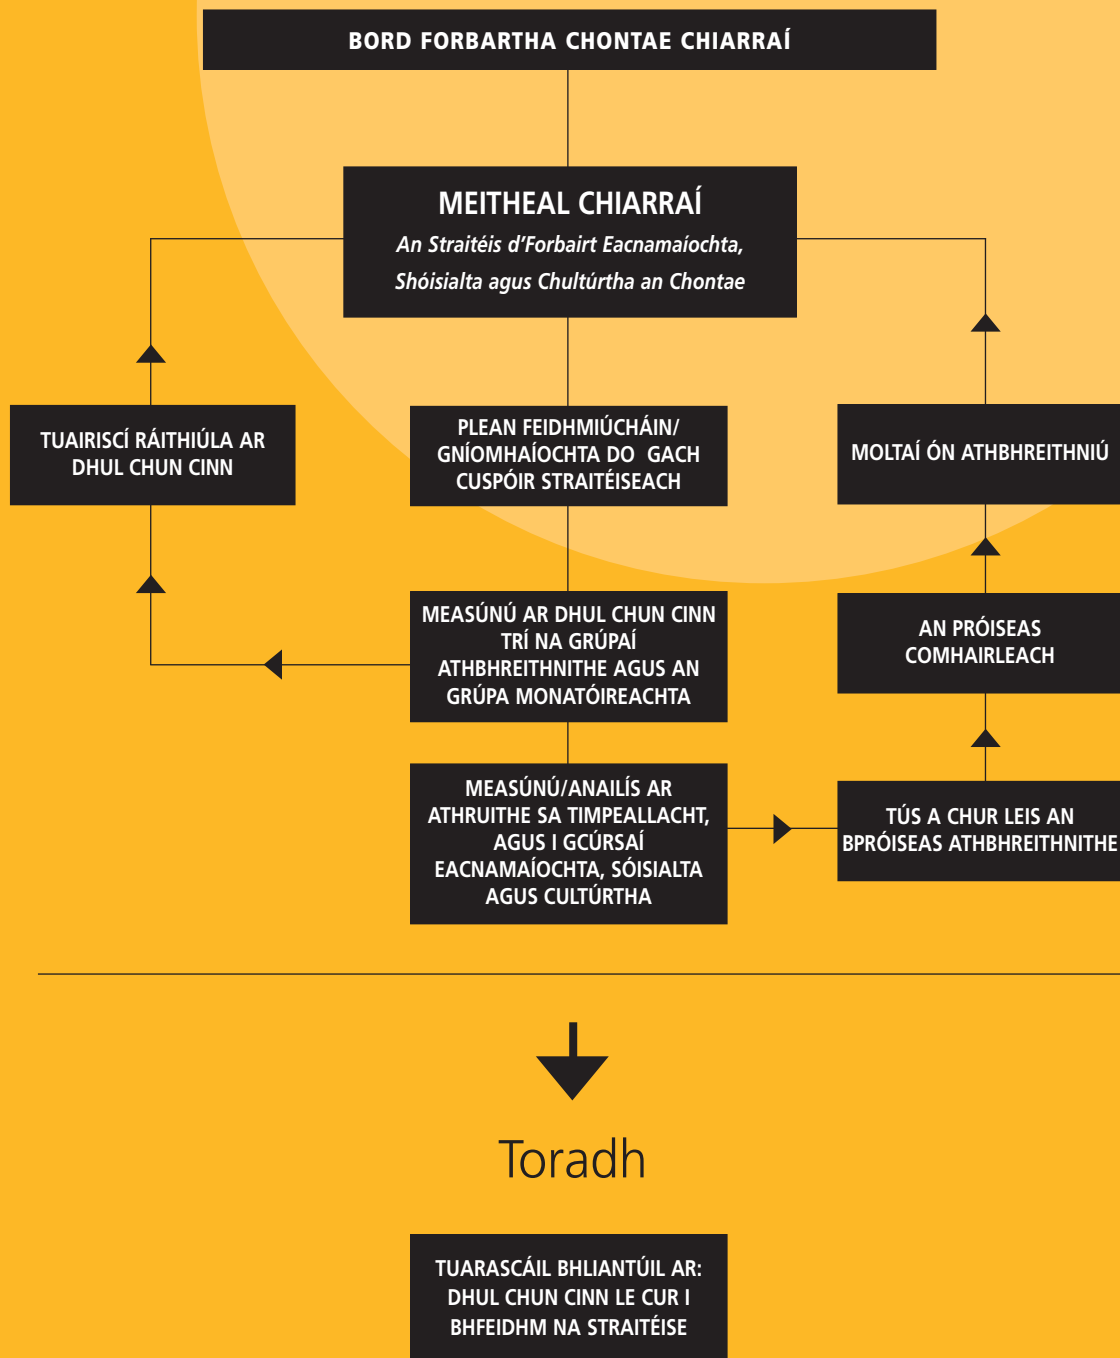 BORD FORBARTHA CHONTAE CHIARRAÍ
MEITHEAL CHIARRAÍ
An Straitéis d'Forbairt Eacnamaíochta,
Shóisialta agus Chultúrtha an Chontae
TUAIRISCÍ RÁITHIÚLA AR
DHUL CHUN CINN
PLEAN FEIDHMIÚCHÁIN/
GNÍOMHAÍOCHTA DO GACH
CUSPÓIR STRAITÉISEACH
MOLTAÍ ÓN ATHBHREITHNIÚ
MEASÚNÚ AR DHUL CHUN CINN
TRÍ NA GRÚPAÍ
ATHBHREITHNITHE AGUS AN
GRÚPA MONATÓIREACHTA
AN PRÓISEAS
COMHAIRLEACH
MEASÚNÚ/ANAILÍS AR
ATHRUITHE SA TIMPEALLACHT,
AGUS I GCÚRSAÍ
EACNAMAÍOCHTA, SÓISIALTA
AGUS CULTÚRTHA
TÚS A CHUR LEIS AN
BPRÓISEAS ATHBHREITHNITHE
Toradh
TUARASCÁIL BHLIANTÚIL AR:
DHUL CHUN CINN LE CUR I
BHFEIDHM NA STRAITÉISE